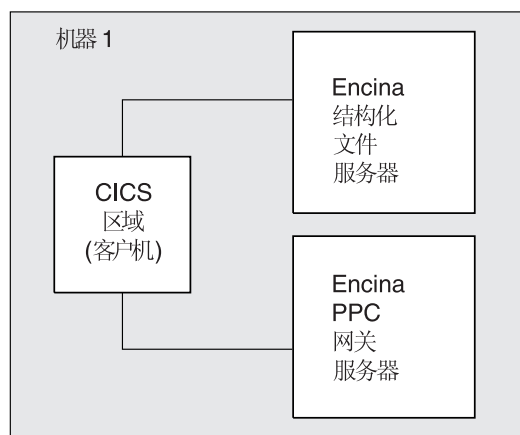 机器 1
Encina
结构化
文件
服务器
CICS
区域
(客户机)
Encina
PPC
网关
服务器